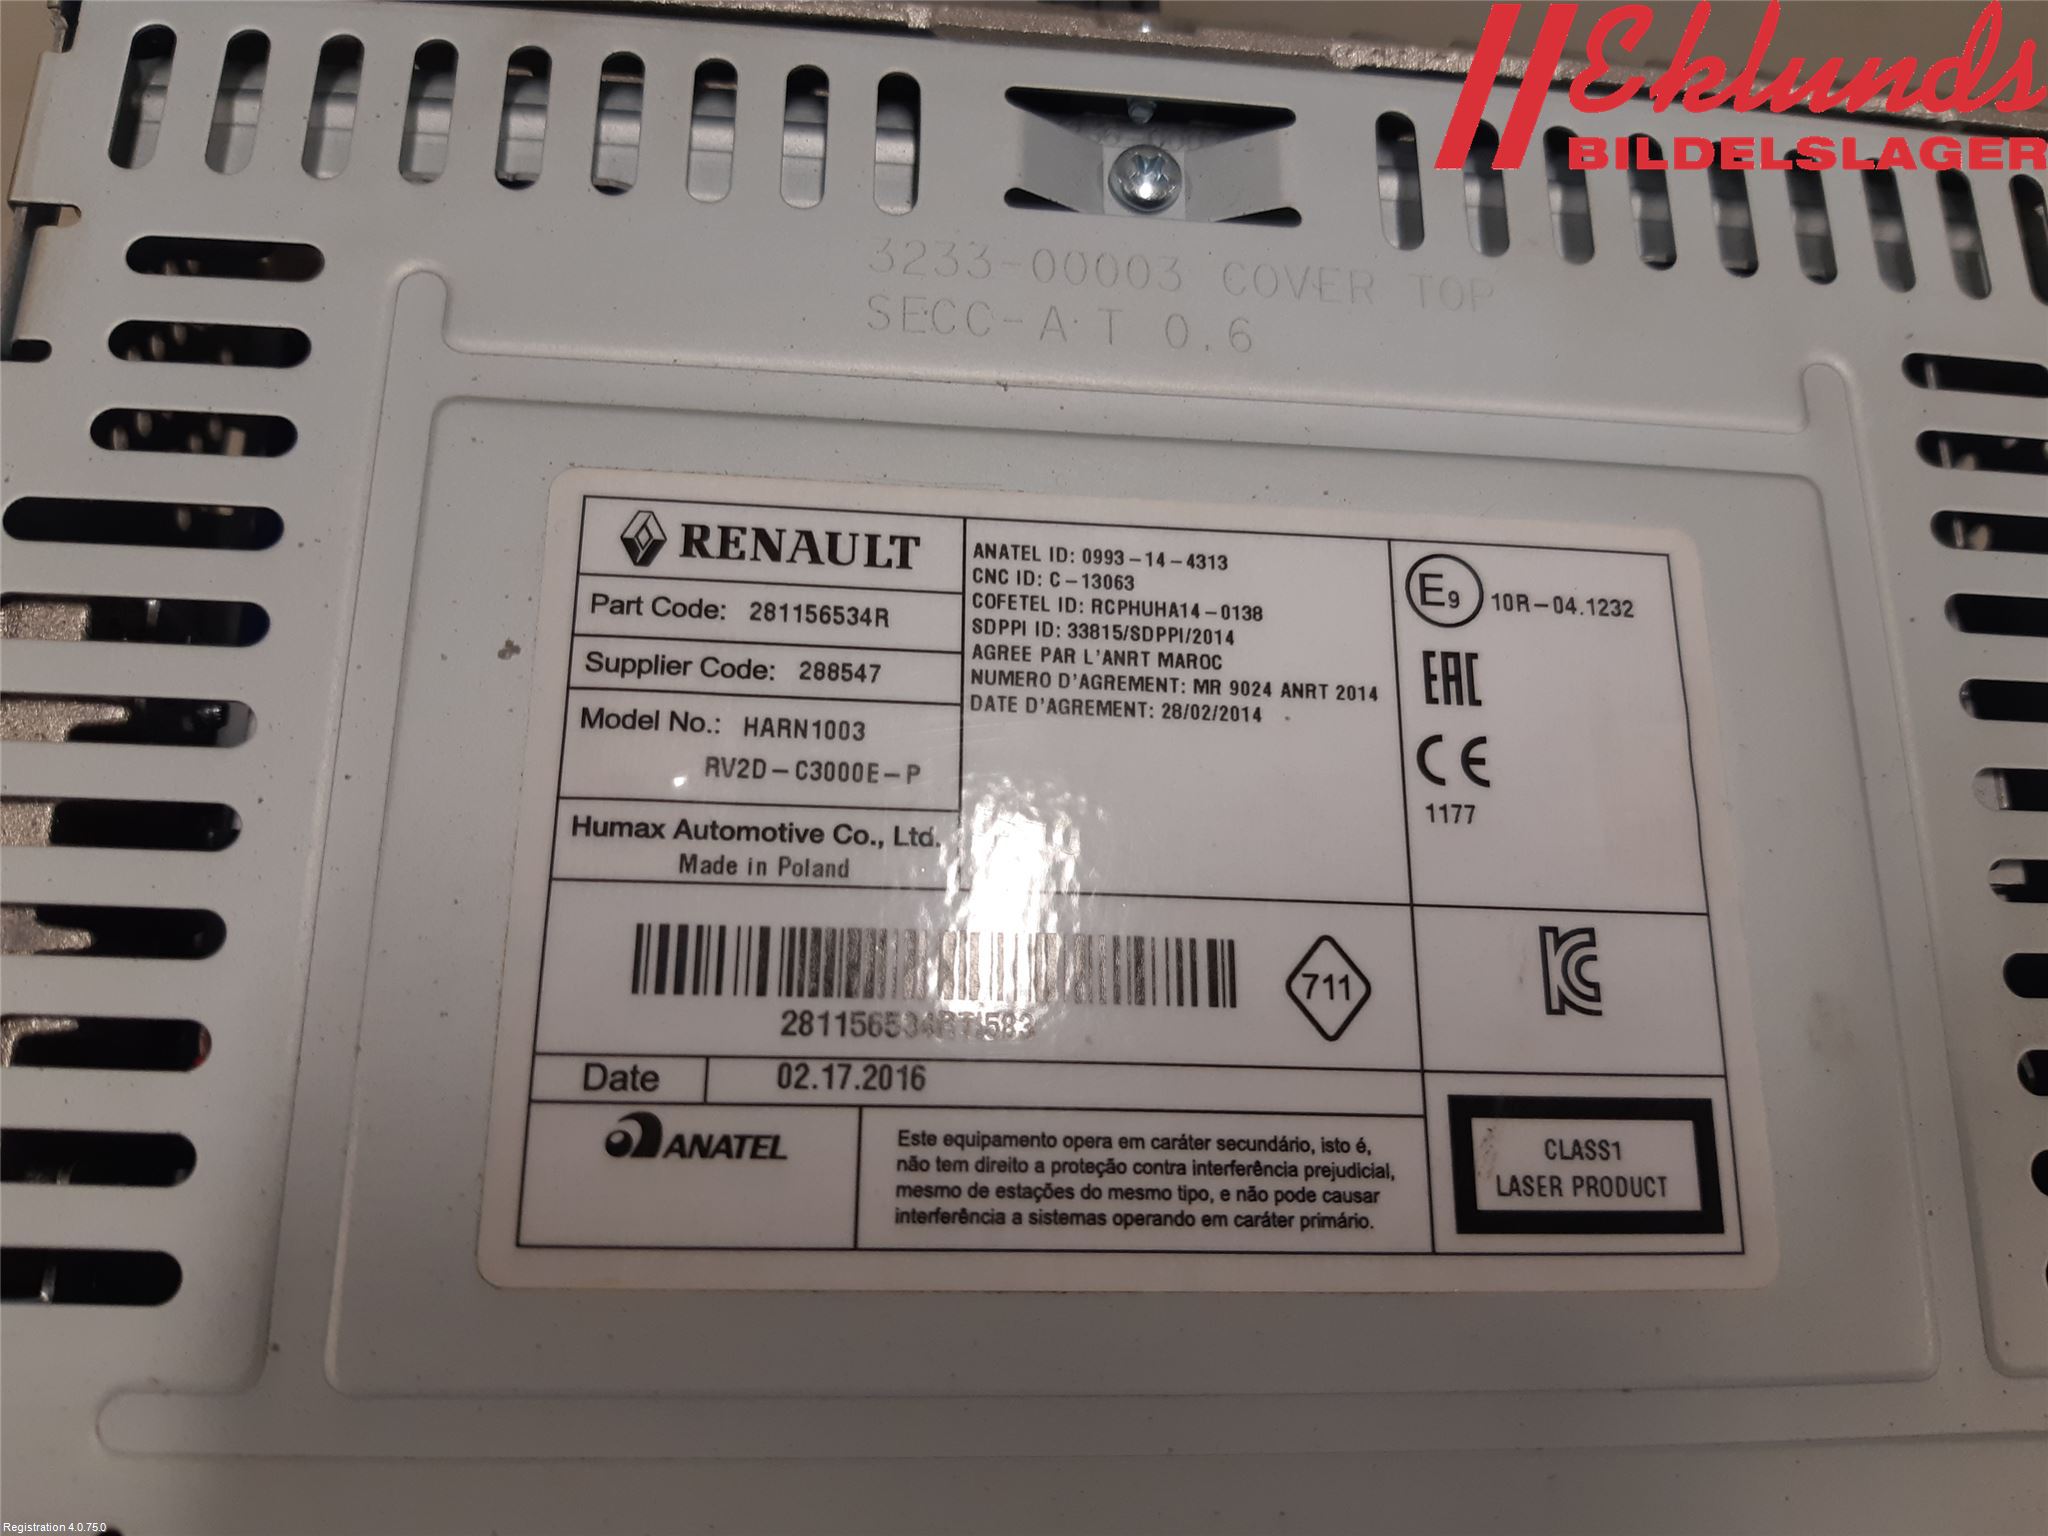 Eklunds
BILDELSLAGER
3233-00003 COVER TOP
SECC-A T 0.6
RENAULT
Part Code: 281156534R
Supplier Code: 288547
Model No.: HARN1003
RV2D-C3000E-P
Humax Automotive Co., Ltd.
Made in Poland
ANATEL ID: 0993-14-4313
CNC ID: C-13063
COFETEL ID: RCPHUHA14-0138
SDPPI ID: 33815/SDPPI/2014
AGREE PAR L'ANRT MAROC
NUMERO D'AGREMENT: MR 9024 ANRT 2014
DATE D'AGREMENT: 28/02/2014
E9 10R-04.1232
EAC
CE
1177
711
KC
Date 02.17.2016
ANATEL
Este equipamento opera em caráter secundário, isto é,
não tem direito a proteção contra interferência prejudicial,
mesmo de estações do mesmo tipo, e não pode causar
interferência a sistemas operando em caráter primário.
CLASS1
LASER PRODUCT
Registration 4.0.75.0